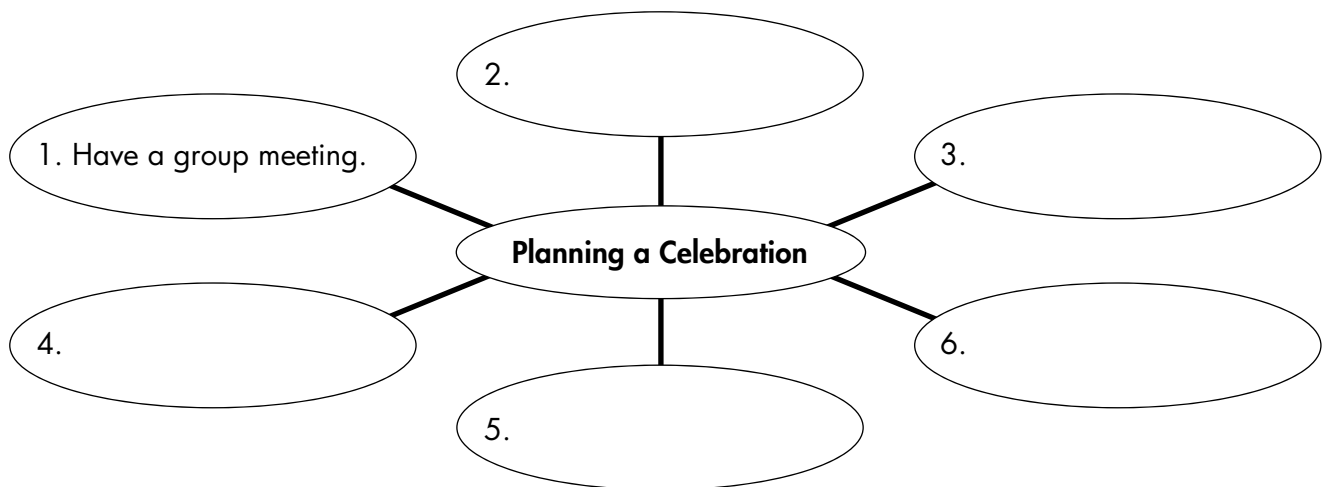 2.
1. Have a group meeting.
3.
Planning a Celebration
4.
6.
5.